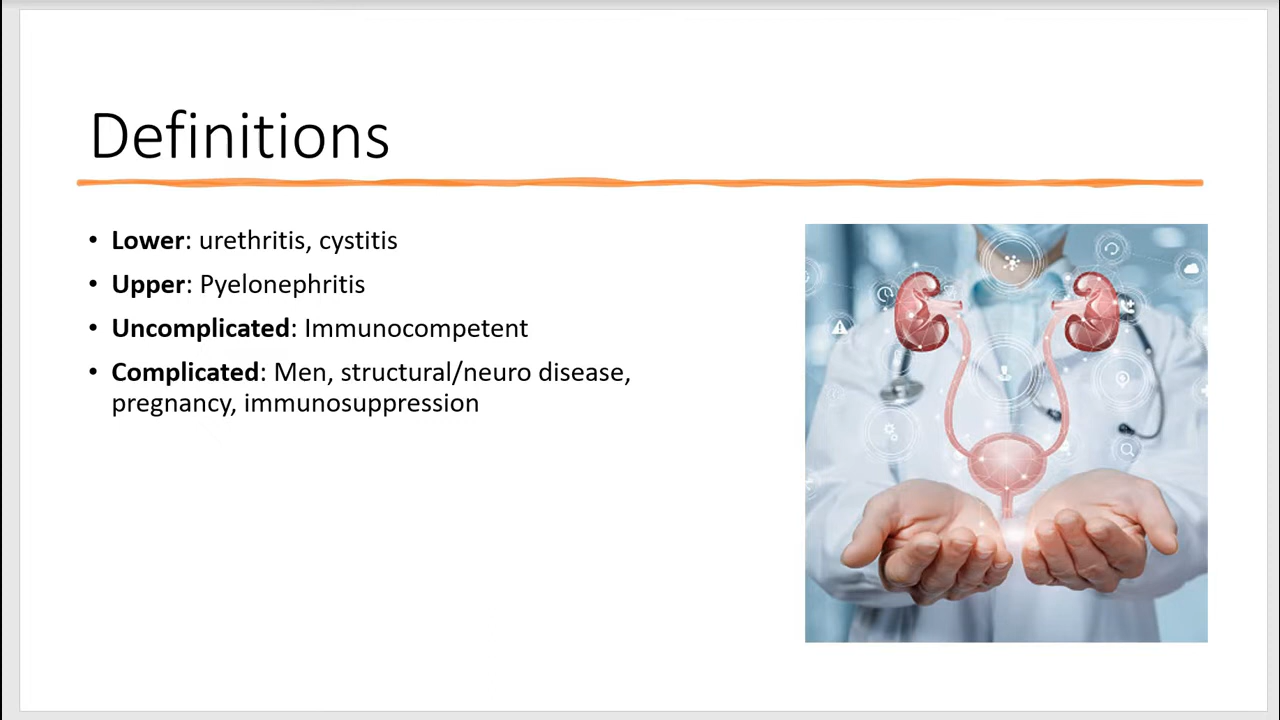 Definitions
• Lower: urethritis, cystitis
• Upper: Pyelonephritis
• Uncomplicated: Immunocompetent
• Complicated: Men, structural/neuro disease,
pregnancy, immunosuppression